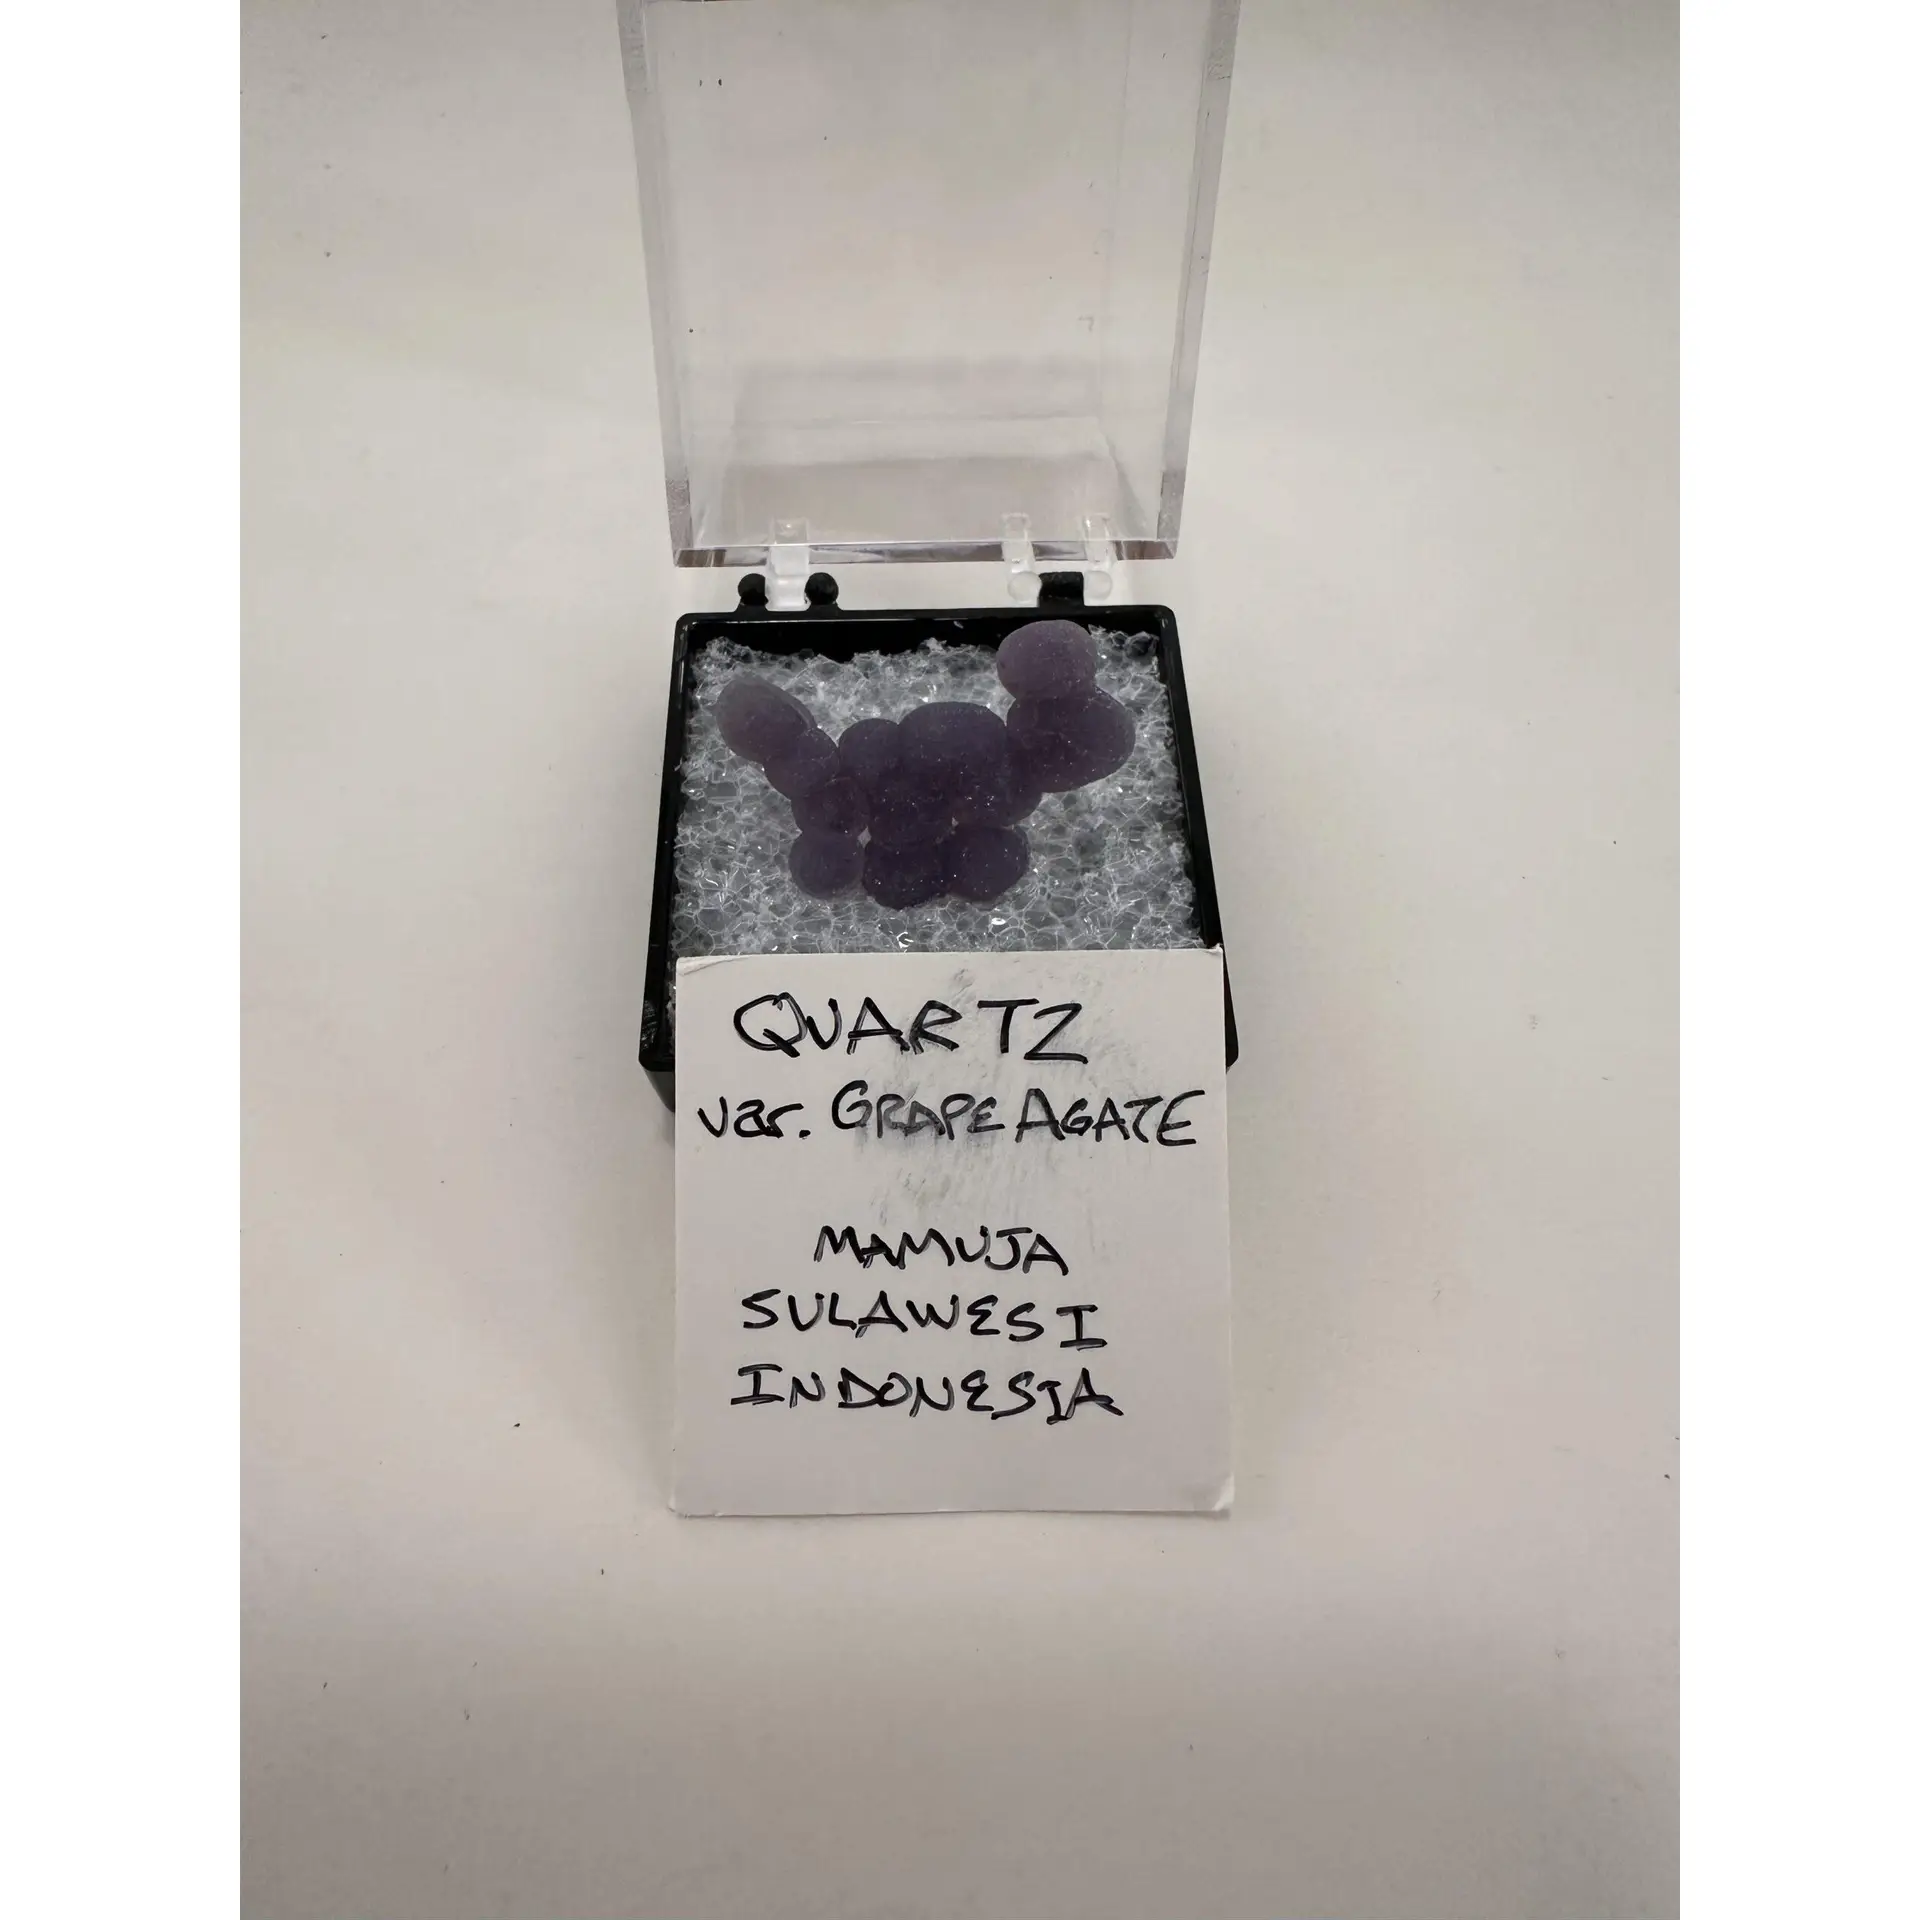 QUARTZ
var. GRAPE AGATE
MAMUJA
SULAWESI
INDONESIA